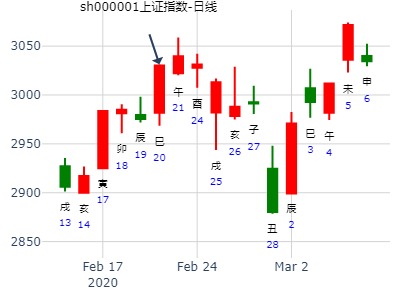 sh000001上证指数-日线
3050
3000
2950
2900
2850
戌
13
亥
14
寅
17
卯
18
辰
19
巳
20
午
21
酉
24
戌
25
亥
26
子
27
丑
28
辰
2
巳
3
午
4
未
5
申
6
Feb 17
2020
Feb 24
Mar 2